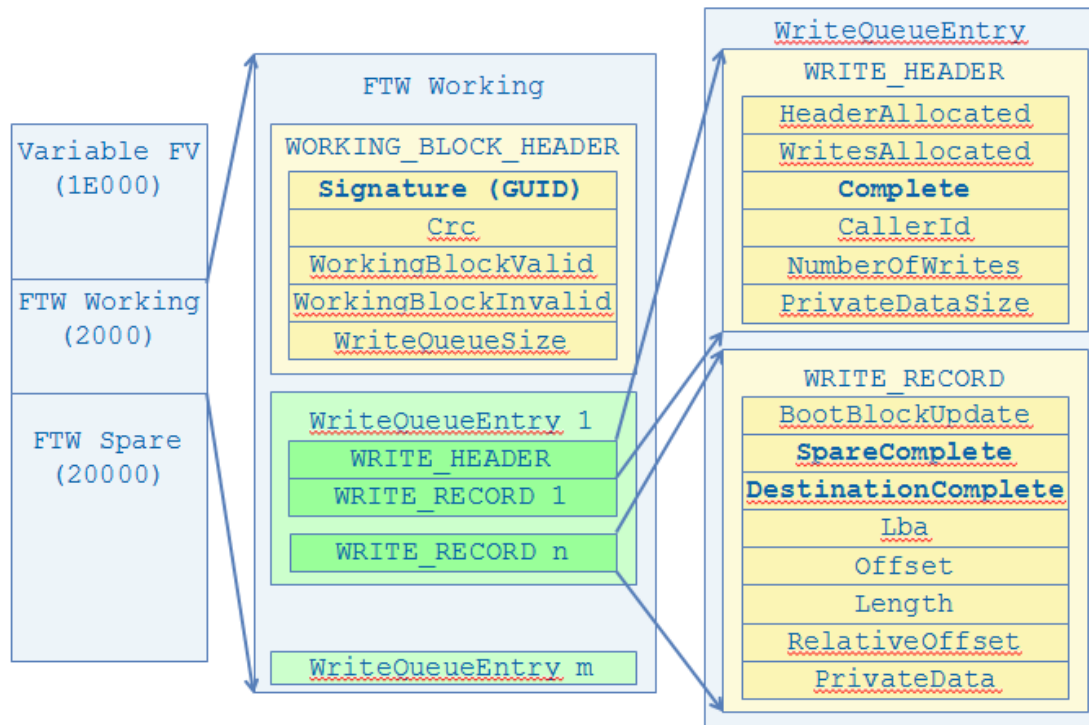 Variable FV
(1E000)
FTW Working
(2000)
FTW Spare
(20000)
FTW Working
WORKING_BLOCK_HEADER
Signature (GUID)
Crc
WorkingBlockValid
WorkingBlockInvalid
WriteQueueSize
WriteQueueEntry 1
WRITE_HEADER
WRITE_RECORD 1
WRITE_RECORD n
WriteQueueEntry m
WriteQueueEntry
WRITE_HEADER
HeaderAllocated
WritesAllocated
Complete
CallerId
NumberOfWrites
PrivateDataSize
WRITE_RECORD
BootBlockUpdate
SpareComplete
DestinationComplete
Lba
Offset
Length
RelativeOffset
PrivateData